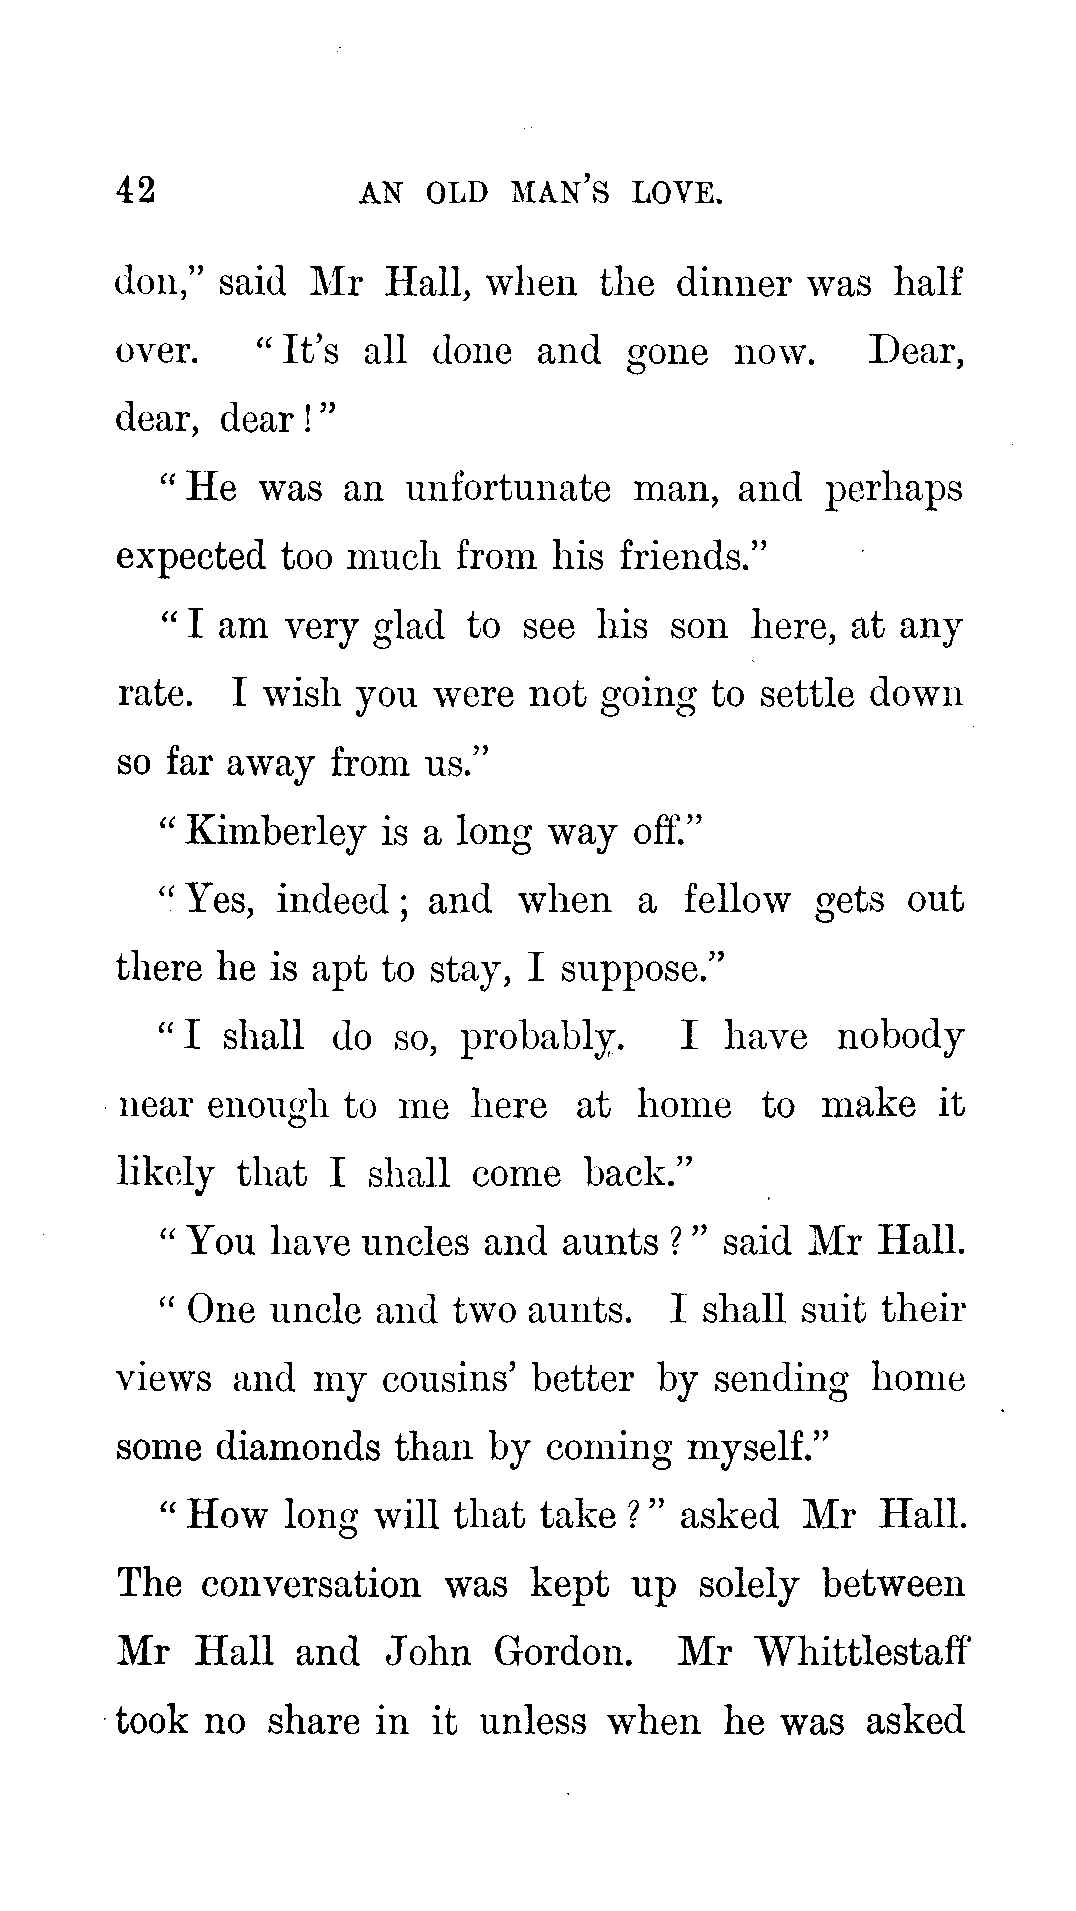 42 AN OLD MAN'S LOVE.
don," said Mr Hall, when the dinner was half
over. "It's all done and gone now. Dear,
dear, dear!"
"He was an unfortunate man, and perhaps
expected too much from his friends."
"I am very glad to see his son here, at any
rate. I wish you were not going to settle down
so far away from us."
"Kimberley is a long way off."
"Yes, indeed; and when a fellow gets out
there he is apt to stay, I suppose."
"I shall do so, probably. I have nobody
near enough to me here at home to make it
likely that I shall come back."
"You have uncles and aunts?" said Mr Hall.
"One uncle and two aunts. I shall suit their
views and my cousins' better by sending home
some diamonds than by coming myself."
"How long will that take?" asked Mr Hall.
The conversation was kept up solely between
Mr Hall and John Gordon. Mr Whittlestaff
took no share in it unless when he was asked